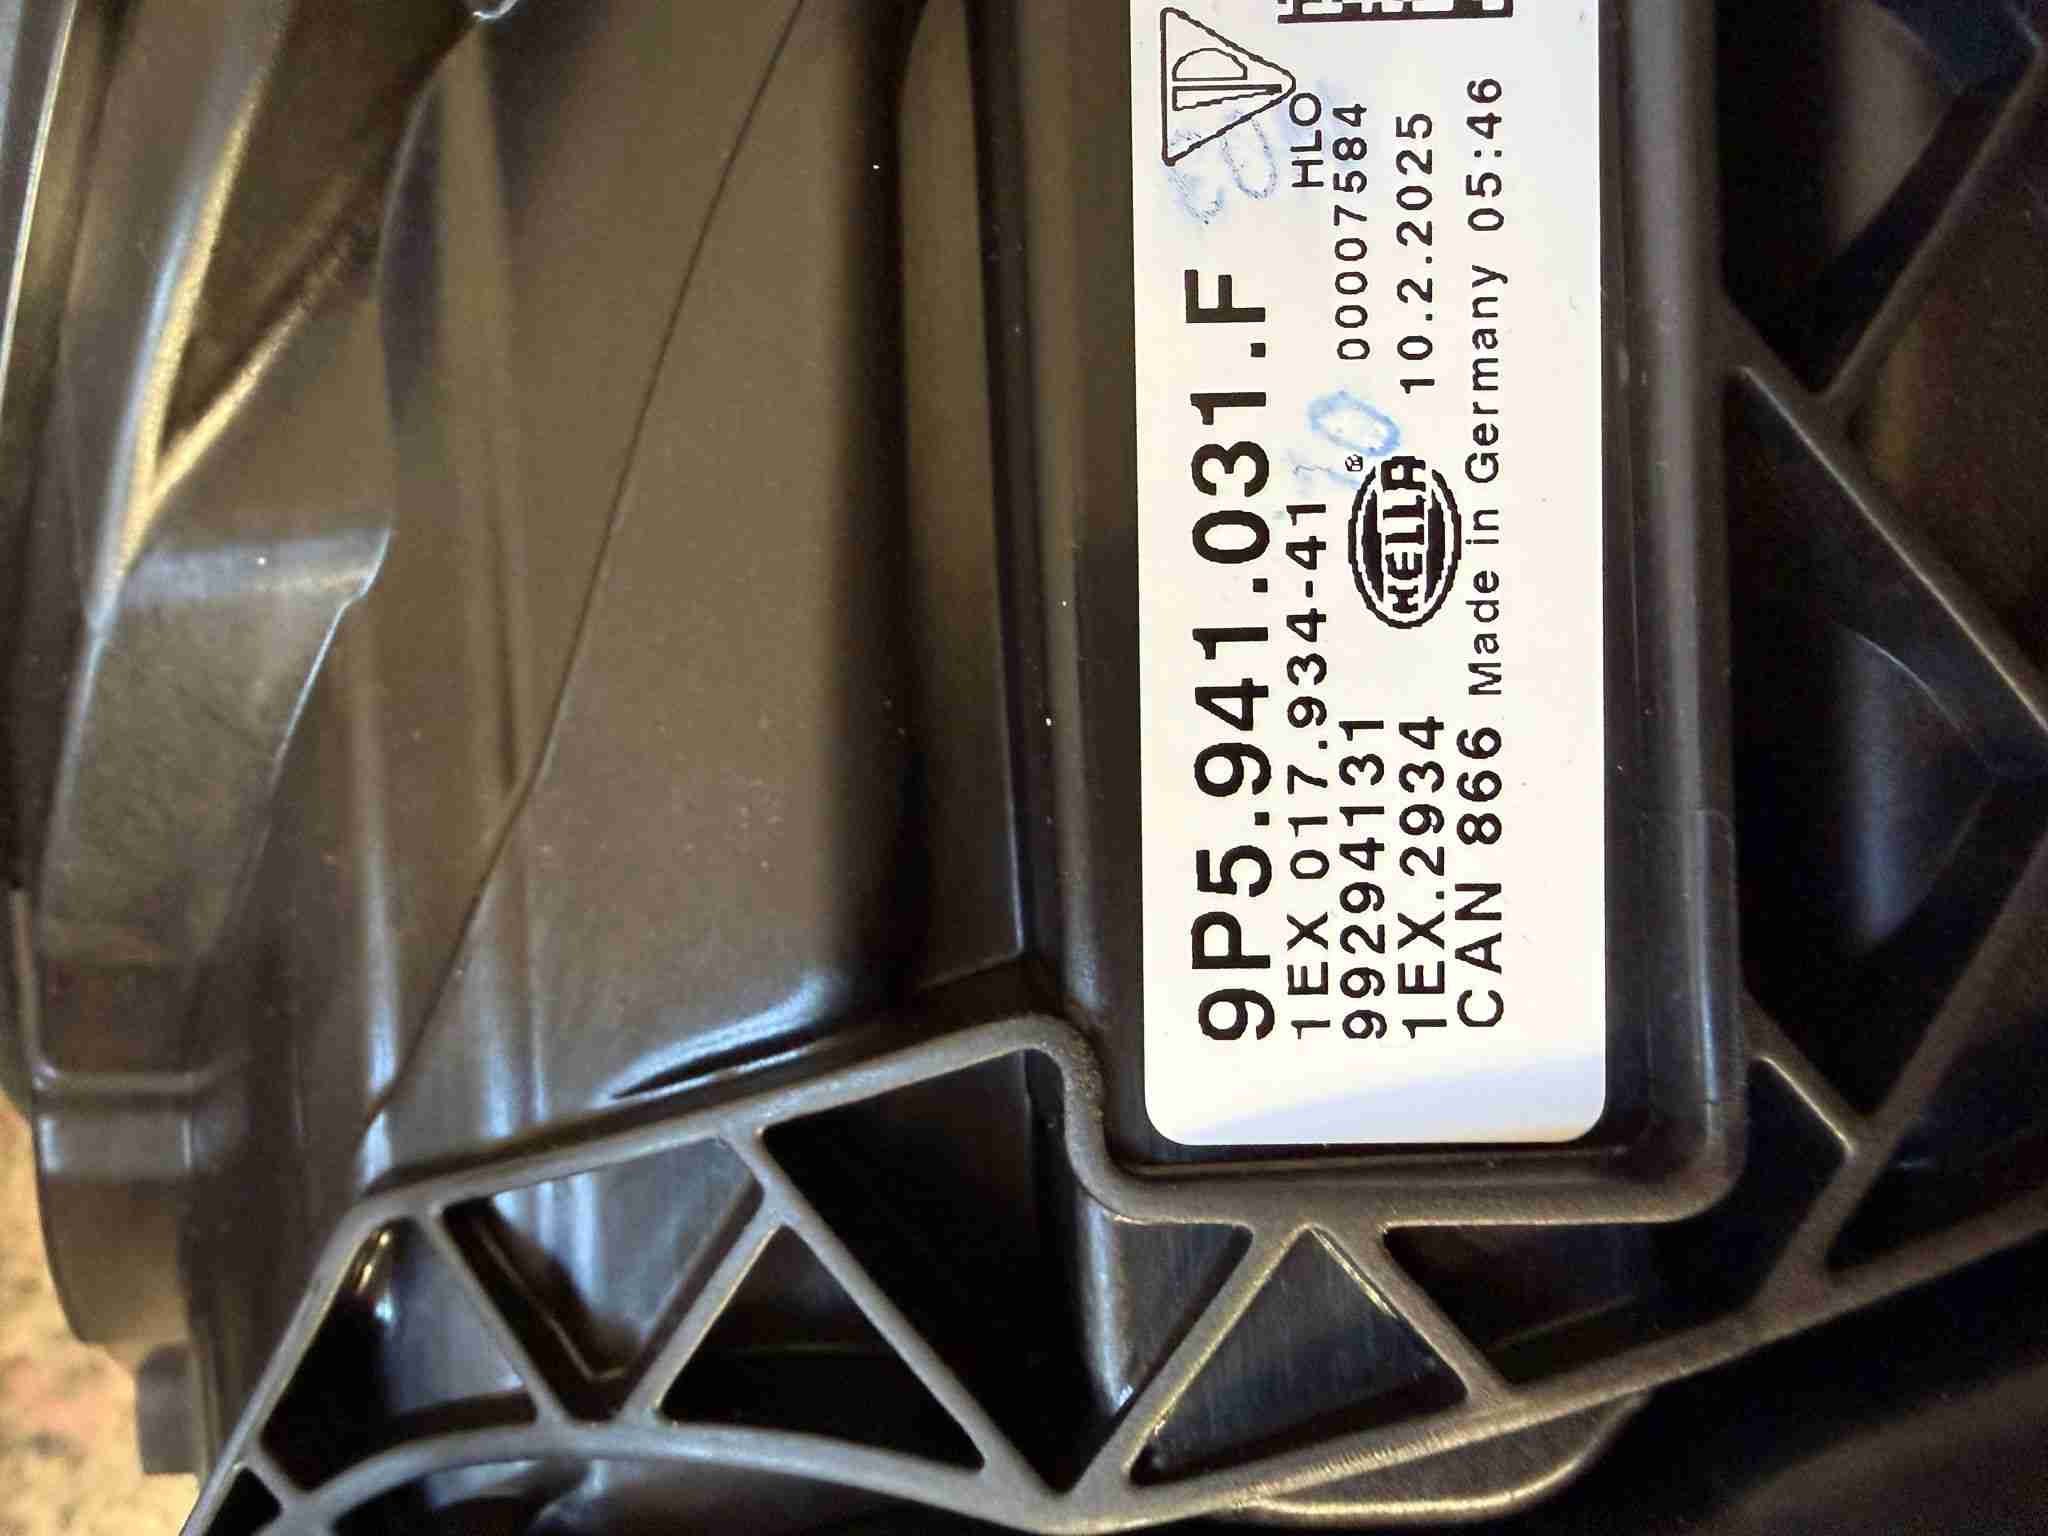 9P5.941.031.F
1EX 017.934-41 HLO
99294131 00007584
1EX.2934 HELLA® 10.2.2025
CAN 866 Made in Germany 05:46